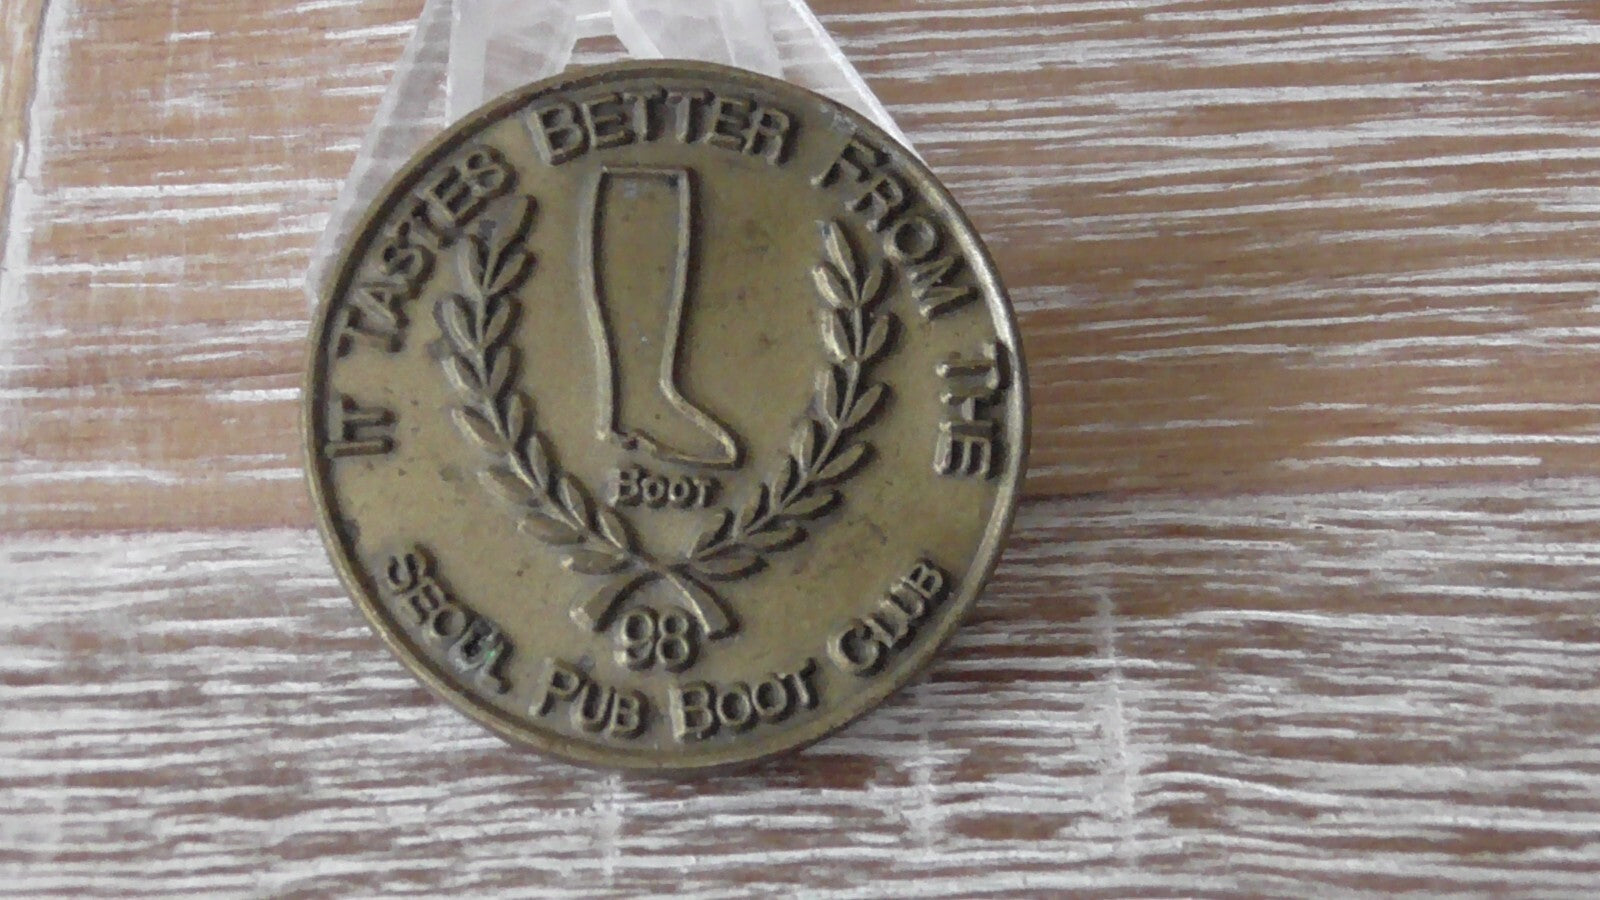 IT TASTES BETTER FROM THE
BOOT
98
SEOUL PUB BOOT CLUB